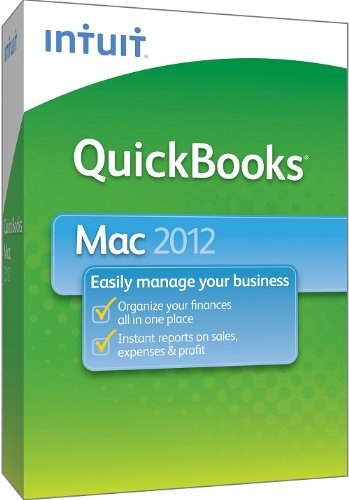 INTUIT
QuickBooks®
Mac 2012
Easily manage your business
Organize your finances
all in one place
Instant reports on sales,
expenses & profit
INTUIT
QuickBooks
Mac
2012